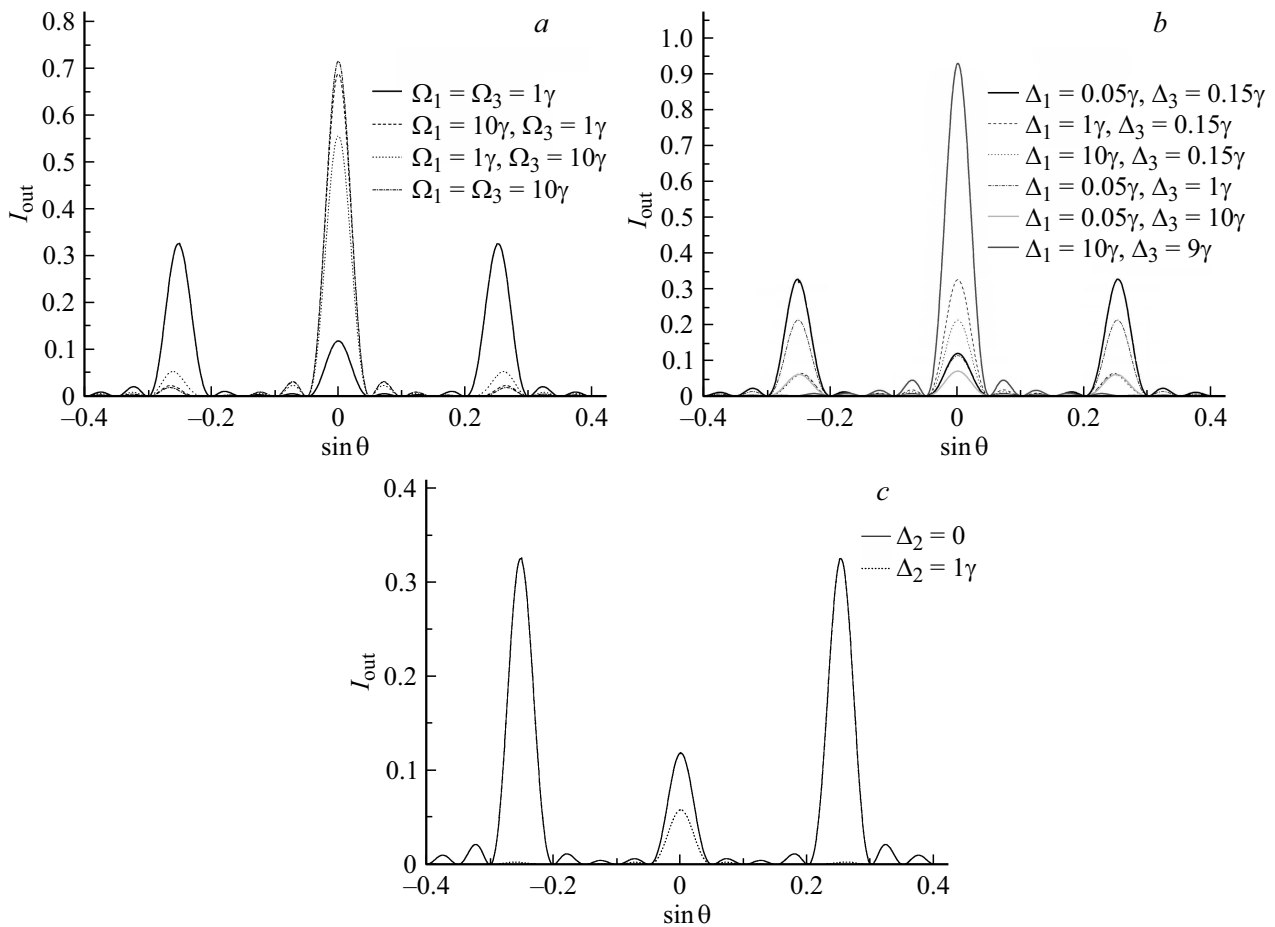 a
0.8
0.7
0.6
0.5
0.4
0.3
0.2
0.1
0
I_out
Ω₁ = Ω₃ = 1γ
Ω₁ = 10γ, Ω₃ = 1γ
Ω₁ = 1γ, Ω₃ = 10γ
Ω₁ = Ω₃ = 10γ
–0.4 –0.2 0 0.2 0.4
sin θ
b
1.0
0.9
0.8
0.7
0.6
0.5
0.4
0.3
0.2
0.1
0
I_out
Δ₁ = 0.05γ, Δ₃ = 0.15γ
Δ₁ = 1γ, Δ₃ = 0.15γ
Δ₁ = 10γ, Δ₃ = 0.15γ
Δ₁ = 0.05γ, Δ₃ = 1γ
Δ₁ = 0.05γ, Δ₃ = 10γ
Δ₁ = 10γ, Δ₃ = 9γ
–0.4 –0.2 0 0.2 0.4
sin θ
c
0.4
0.3
0.2
0.1
0
I_out
Δ₂ = 0
Δ₂ = 1γ
–0.4 –0.2 0 0.2 0.4
sin θ